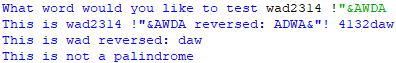 What word would you like to test wad2314 !"&AWDA
This is wad2314 !"&AWDA reversed: ADWA&"! 4132daw
This is wad reversed: daw
This is not a palindrome